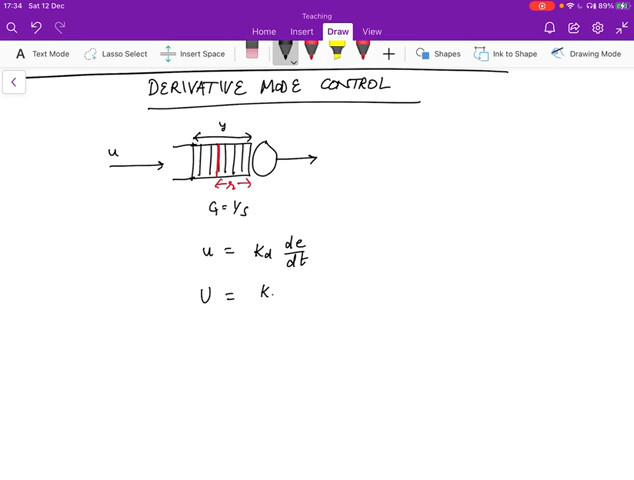 17:34 Sat 12 Dec
89%
Teaching
Home Insert Draw View
A Text Mode Lasso Select Insert Space Shapes Ink to Shape Drawing Mode
DERIVATIVE MODE CONTROL
y
u
r
G = 1/s
u = Kd de/dt
U = K.